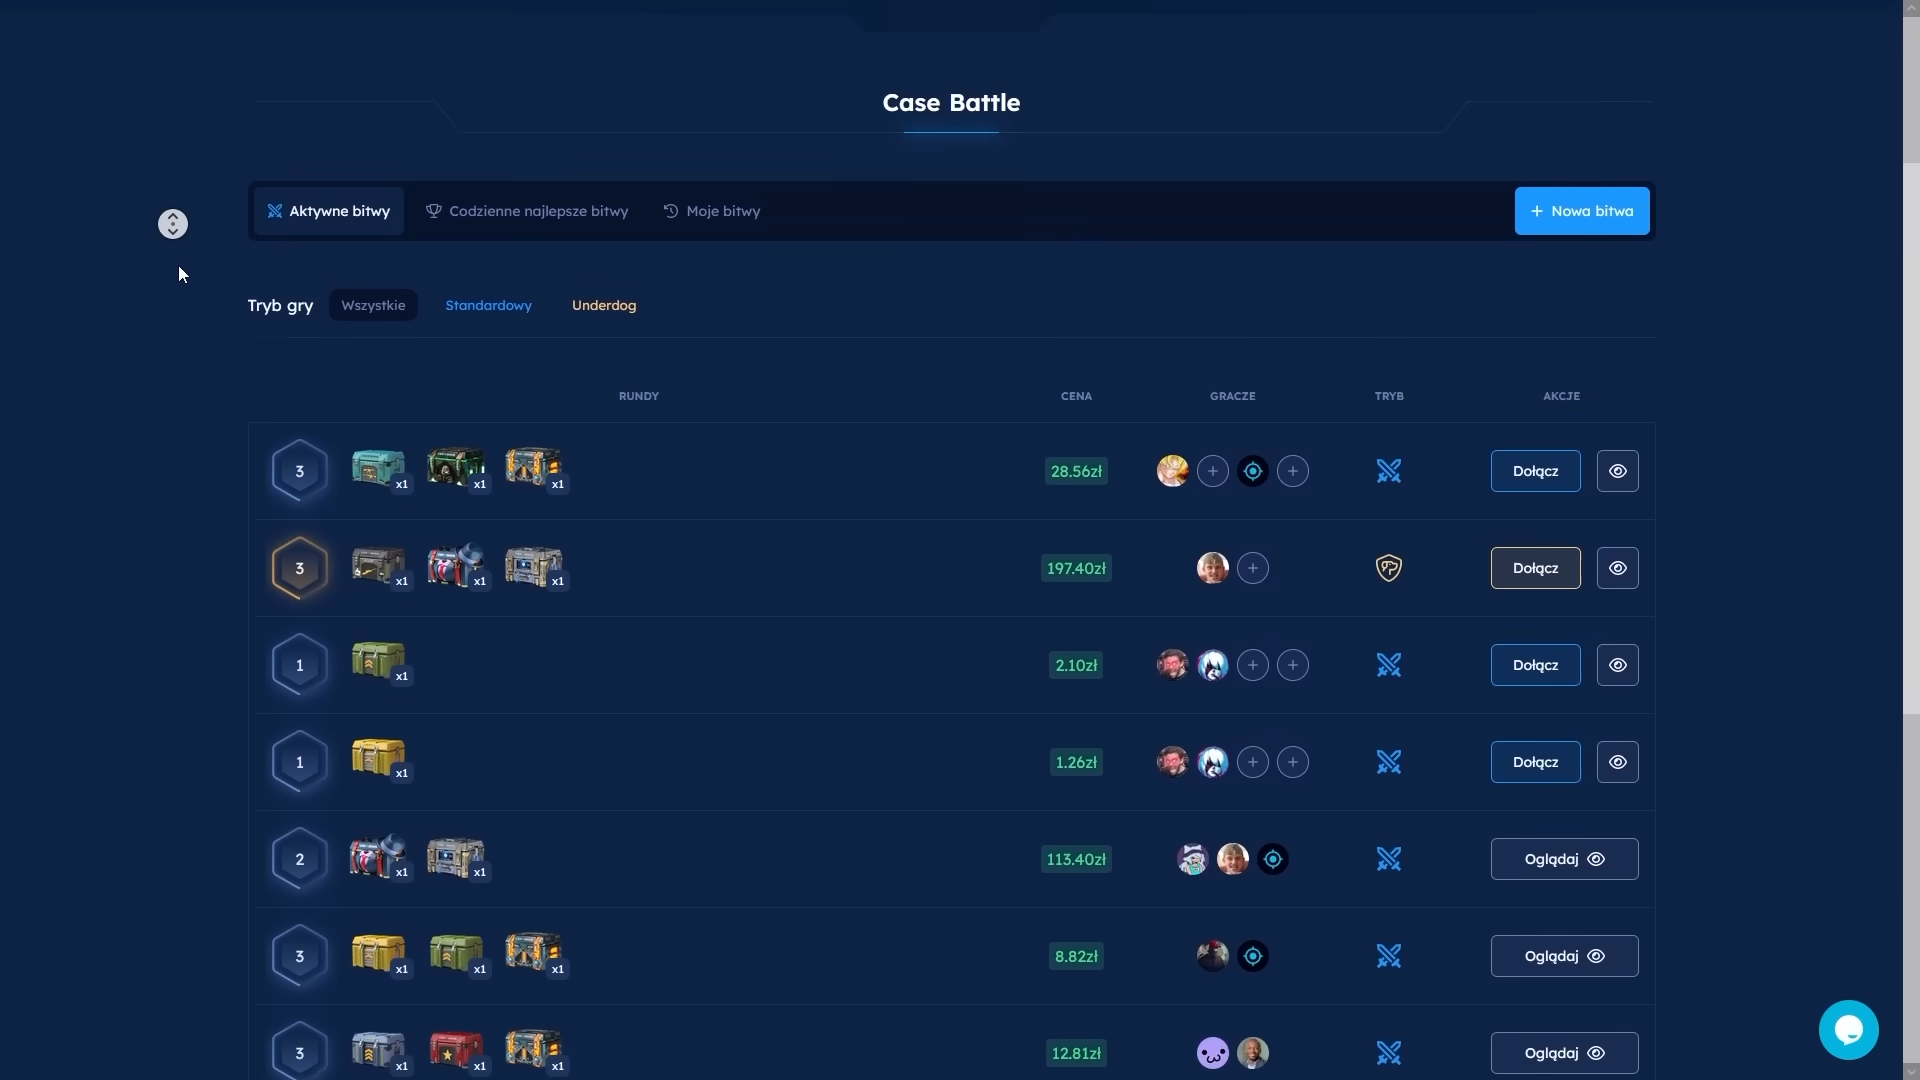 Case Battle
Aktywne bitwy Codzienne najlepsze bitwy Moje bitwy + Nowa bitwa
Tryb gry Wszystkie Standardowy Underdog
RUNDY CENA GRACZE TRYB AKCJE
3 x1 x1 x1 28.56zł Dołącz
3 x1 x1 x1 197.40zł Dołącz
1 x1 2.10zł Dołącz
1 x1 1.26zł Dołącz
2 x1 x1 113.40zł Oglądaj
3 x1 x1 x1 8.82zł Oglądaj
3 x1 x1 x1 12.81zł Oglądaj